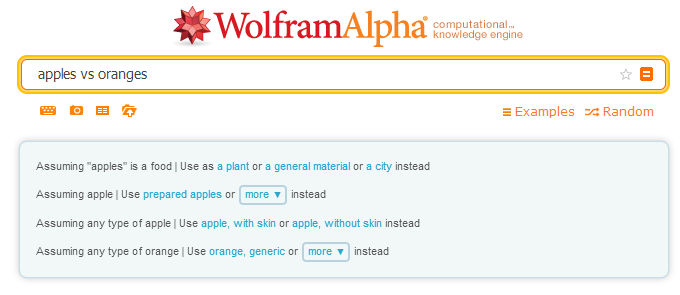 WolframAlpha® computational...
knowledge engine
apples vs oranges
Examples Random
Assuming "apples" is a food | Use as a plant or a general material or a city instead
Assuming apple | Use prepared apples or more ▼ instead
Assuming any type of apple | Use apple, with skin or apple, without skin instead
Assuming any type of orange | Use orange, generic or more ▼ instead